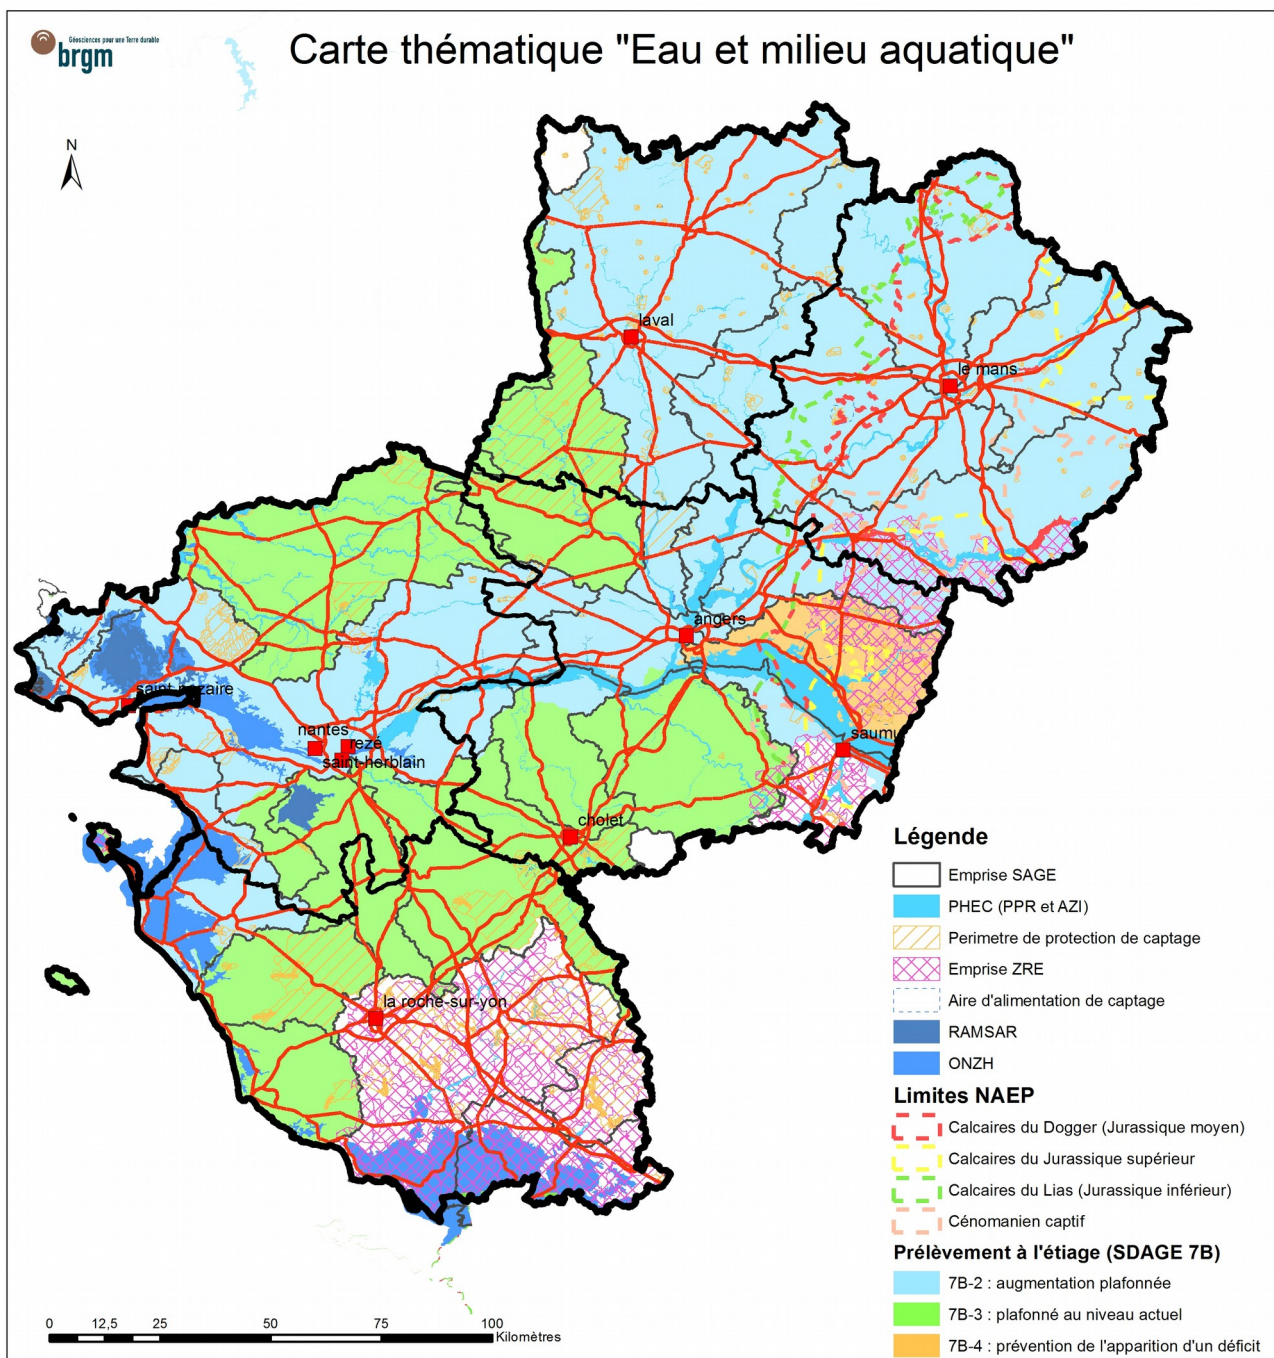 Géosciences pour une Terre durable
brgm
Carte thématique "Eau et milieu aquatique"
N
laval
le mans
angers
saint-nazaire
nantes
rezé
saint-herblain
saumu
cholet
la roche-sur-yon
Légende
Emprise SAGE
PHEC (PPR et AZI)
Perimetre de protection de captage
Emprise ZRE
Aire d'alimentation de captage
RAMSAR
ONZH
Limites NAEP
Calcaires du Dogger (Jurassique moyen)
Calcaires du Jurassique supérieur
Calcaires du Lias (Jurassique inférieur)
Cénomanien captif
Prélèvement à l'étiage (SDAGE 7B)
7B-2 : augmentation plafonnée
7B-3 : plafonné au niveau actuel
7B-4 : prévention de l'apparition d'un déficit
0 12,5 25 50 75 100
Kilomètres